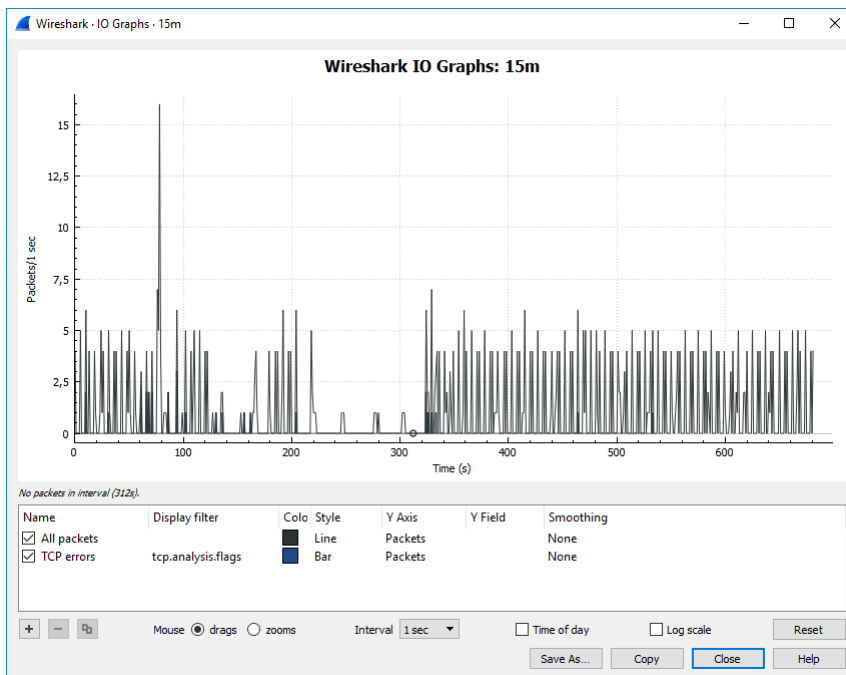 Wireshark · IO Graphs · 15m
Wireshark IO Graphs: 15m
15
12,5
10
7,5
5
2,5
0
Packets/1 sec
0 100 200 300 400 500 600
Time (s)
No packets in interval (312s).
Name Display filter Colo Style Y Axis Y Field Smoothing
All packets Line Packets None
TCP errors tcp.analysis.flags Bar Packets None
+ − Mouse drags zooms Interval 1 sec Time of day Log scale Reset
Save As... Copy Close Help